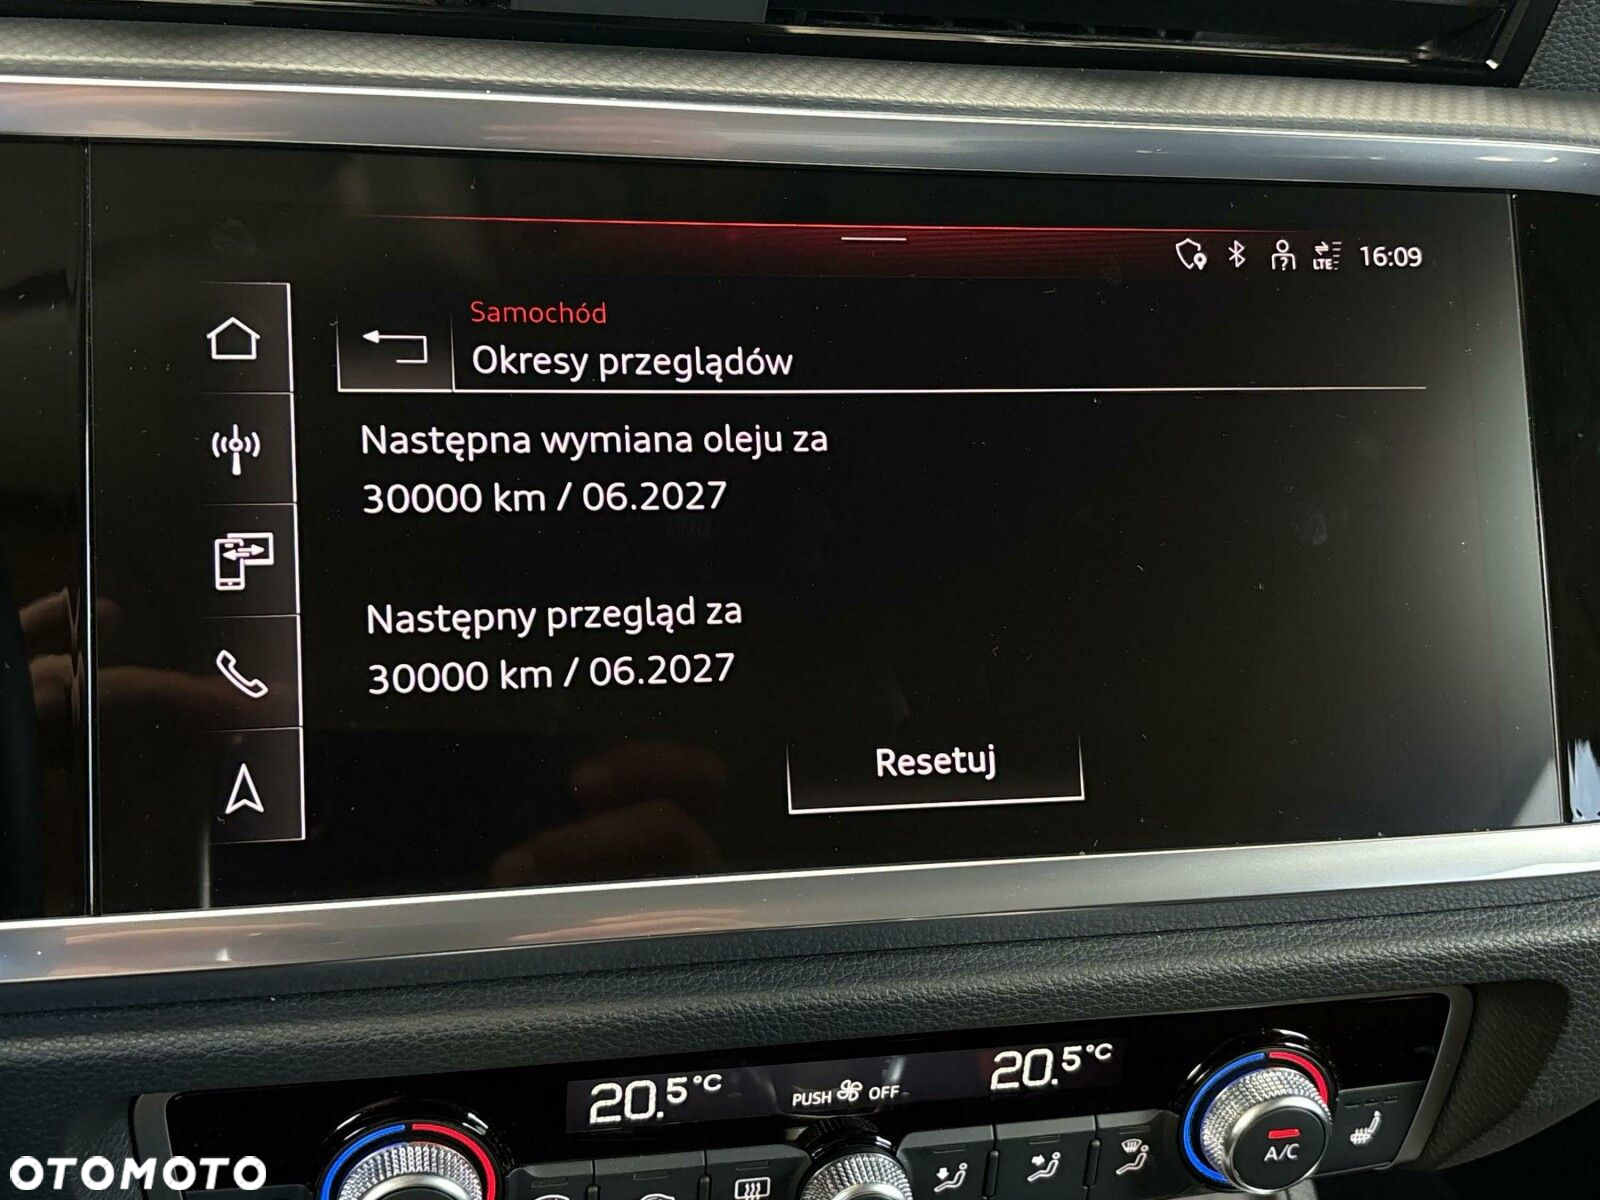 LTE 16:09
Samochód
Okresy przeglądów
Następna wymiana oleju za
30000 km / 06.2027
Następny przegląd za
30000 km / 06.2027
Resetuj
20.5°C PUSH OFF 20.5°C
A/C
OTOMOTO